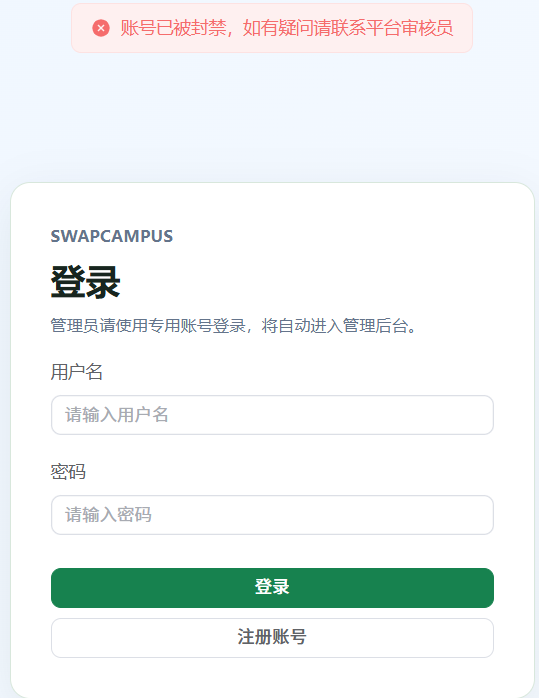 账号已被封禁，如有疑问请联系平台审核员
SWAPCAMPUS
登录
管理员请使用专用账号登录，将自动进入管理后台。
用户名
请输入用户名
密码
请输入密码
登录
注册账号